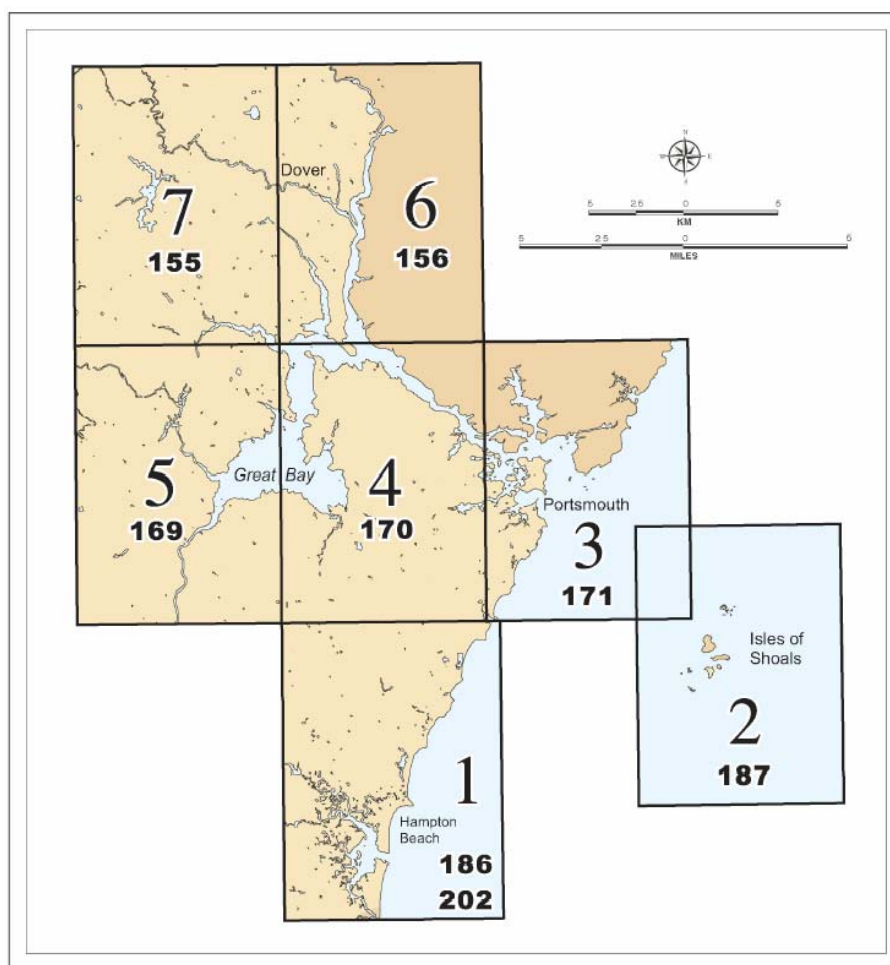 N
W E
S
5 2.5 0 5
KM
5 2.5 0 5
MILES
Dover
7
155
6
156
5
169
Great Bay
4
170
Portsmouth
3
171
Isles of
Shoals
2
187
1
Hampton
Beach
186
202